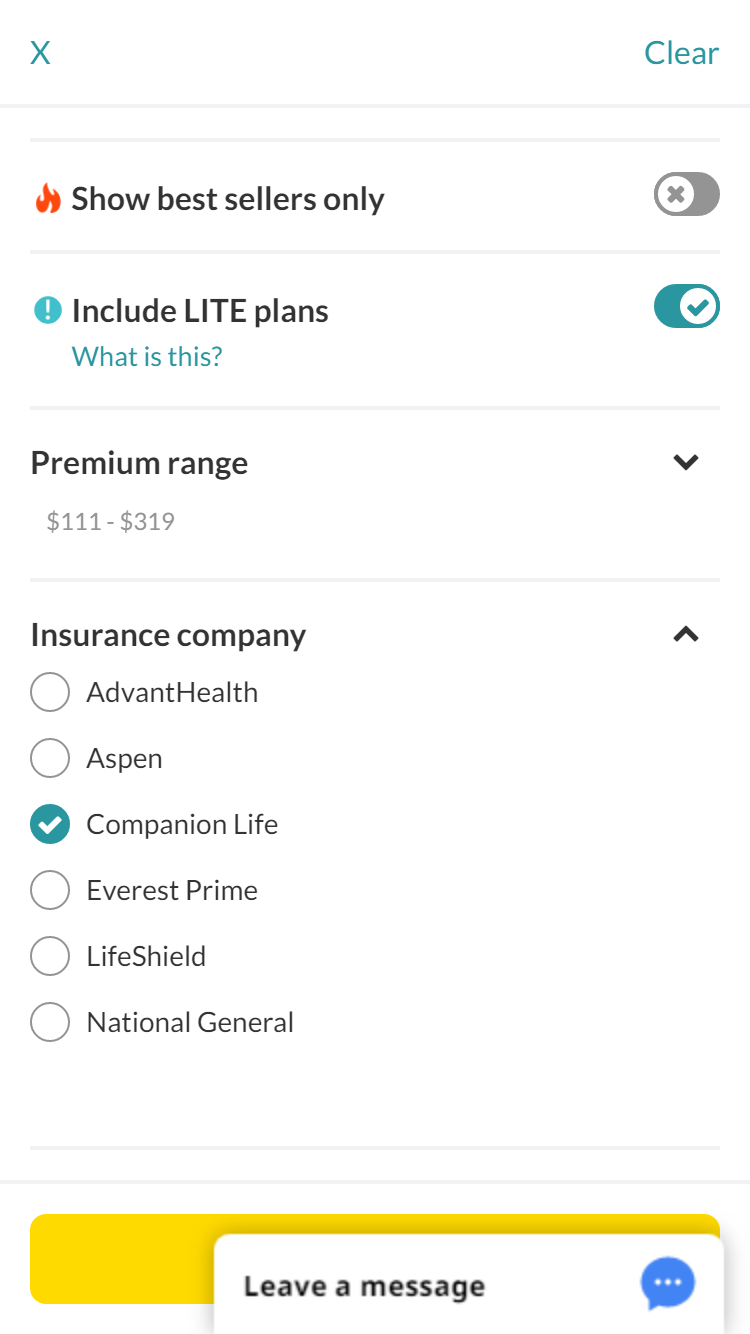 X
Clear
Show best sellers only
Include LITE plans
What is this?
Premium range
$111 - $319
Insurance company
AdvantHealth
Aspen
Companion Life
Everest Prime
LifeShield
National General
Leave a message